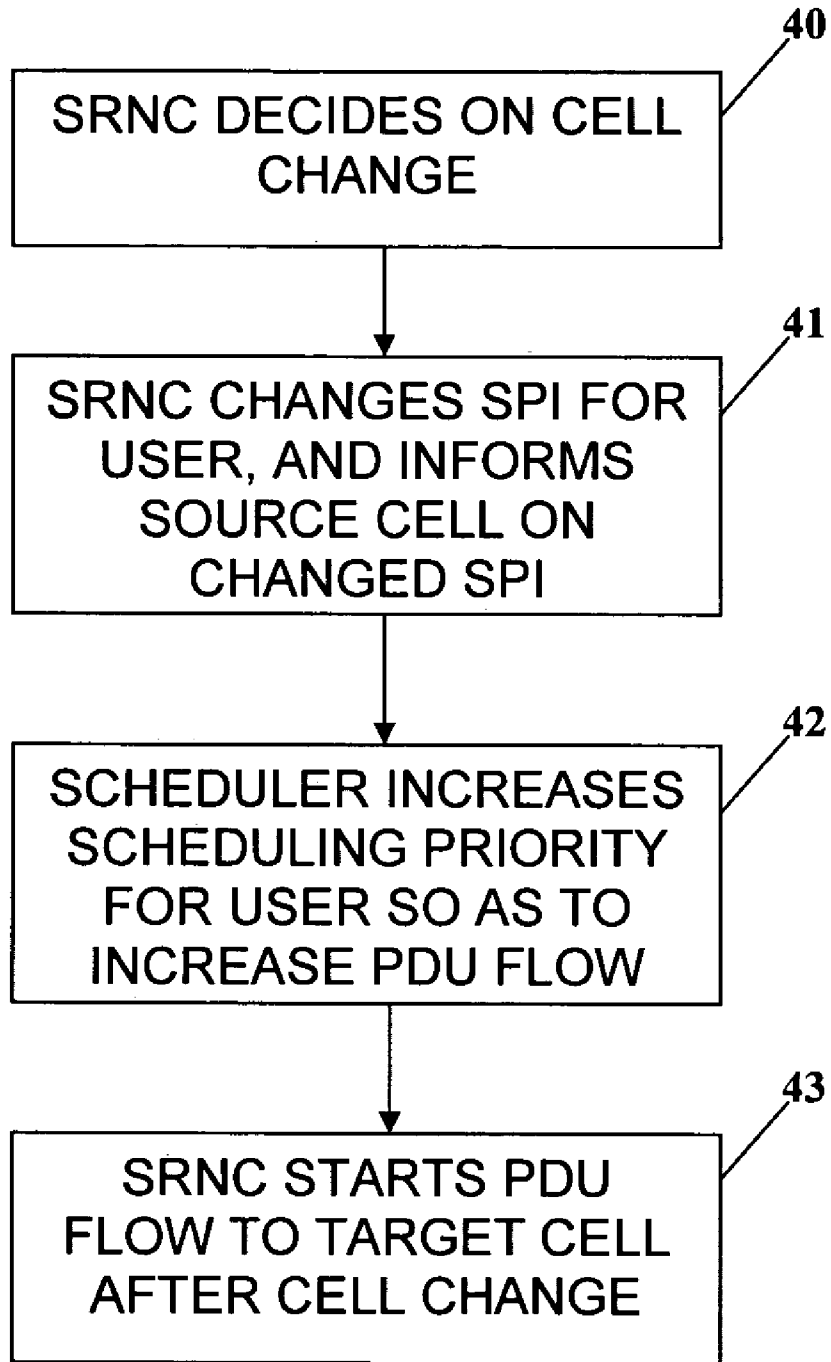 40
SRNC DECIDES ON CELL
CHANGE
41
SRNC CHANGES SPI FOR
USER, AND INFORMS
SOURCE CELL ON
CHANGED SPI
42
SCHEDULER INCREASES
SCHEDULING PRIORITY
FOR USER SO AS TO
INCREASE PDU FLOW
43
SRNC STARTS PDU
FLOW TO TARGET CELL
AFTER CELL CHANGE